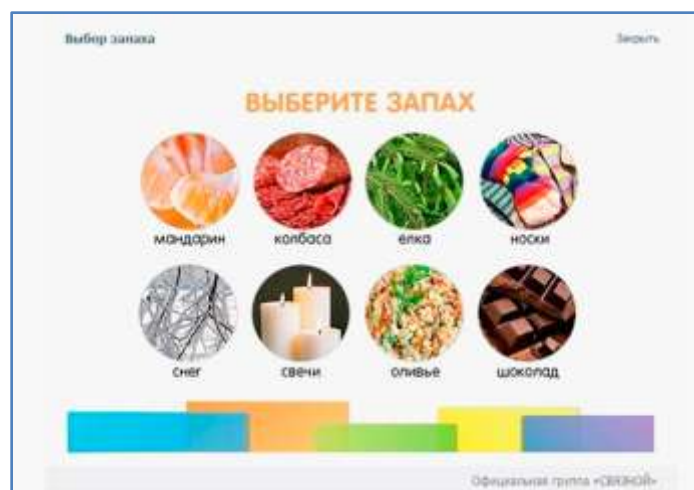 Выбор запаха
Закрыть
ВЫБЕРИТЕ ЗАПАХ
мандарин колбаса елка носки
снег свечи оливье шоколад
Официальная группа «СВЯЗНОЙ»